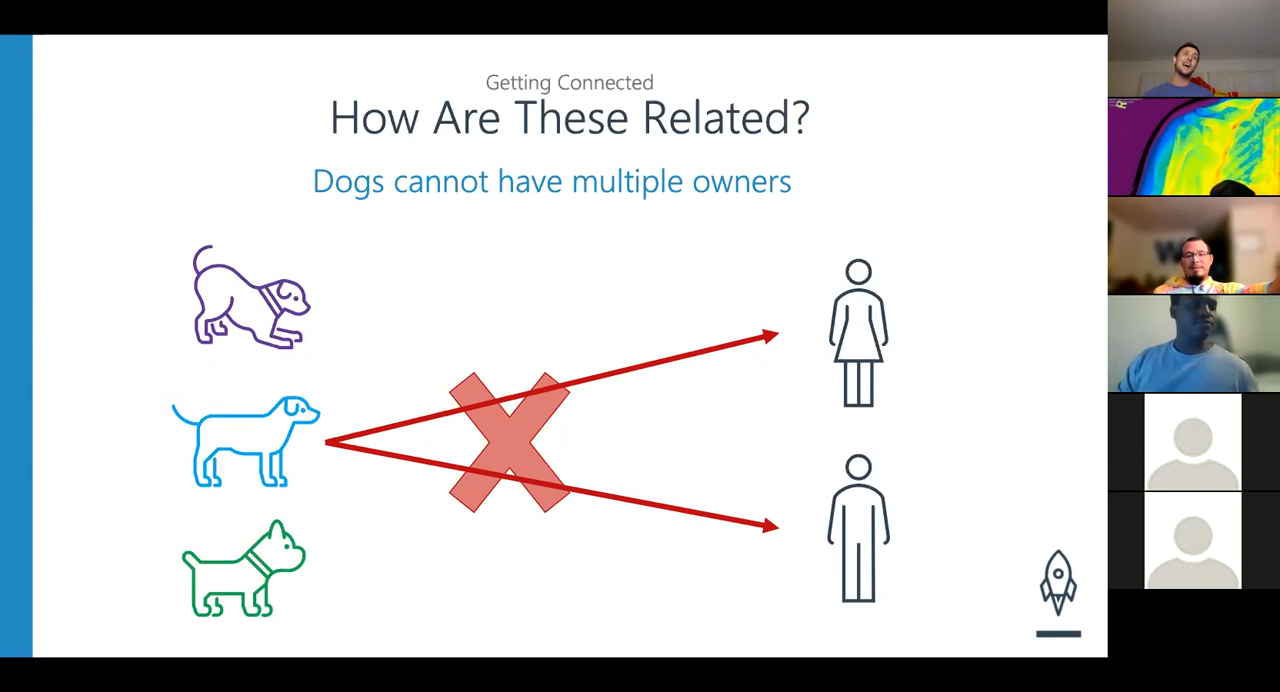 Getting Connected
How Are These Related?
Dogs cannot have multiple owners